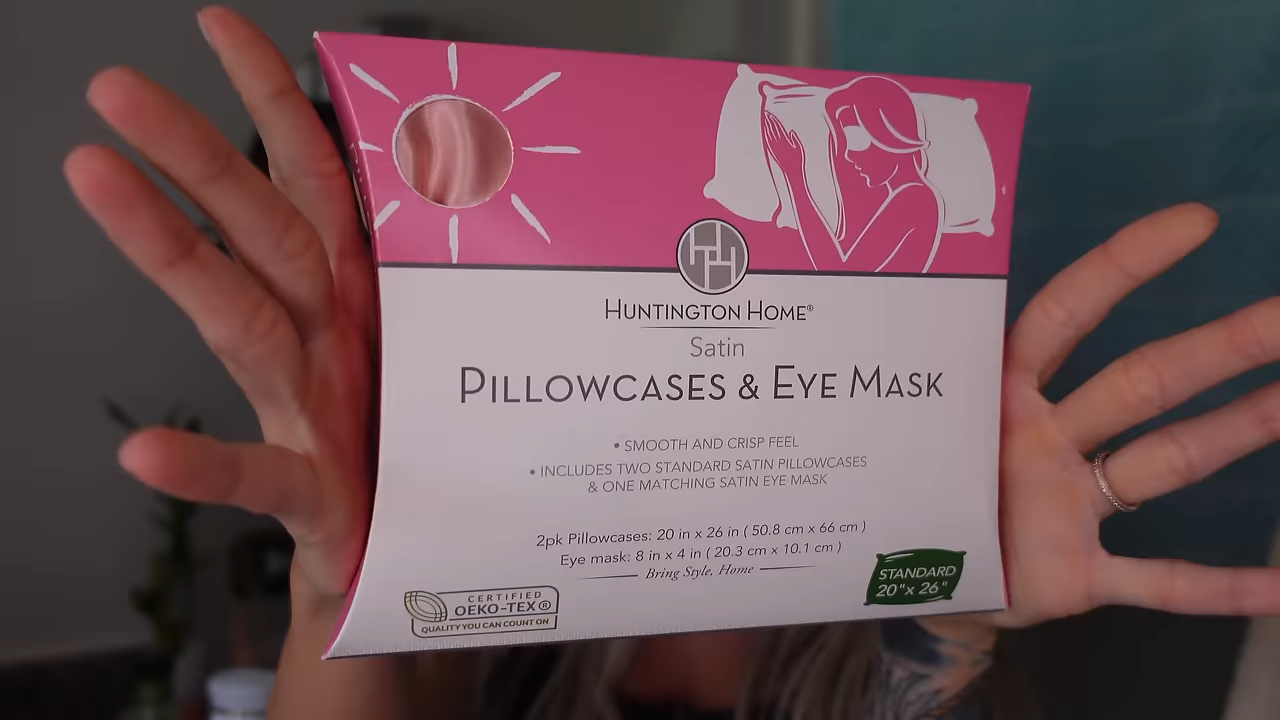 HUNTINGTON HOME®
Satin
PILLOWCASES & EYE MASK
• SMOOTH AND CRISP FEEL
• INCLUDES TWO STANDARD SATIN PILLOWCASES
& ONE MATCHING SATIN EYE MASK
2pk Pillowcases: 20 in x 26 in ( 50.8 cm x 66 cm )
Eye mask: 8 in x 4 in ( 20.3 cm x 10.1 cm )
Bring Style, Home
CERTIFIED
OEKO-TEX®
QUALITY YOU CAN COUNT ON
STANDARD
20" x 26"